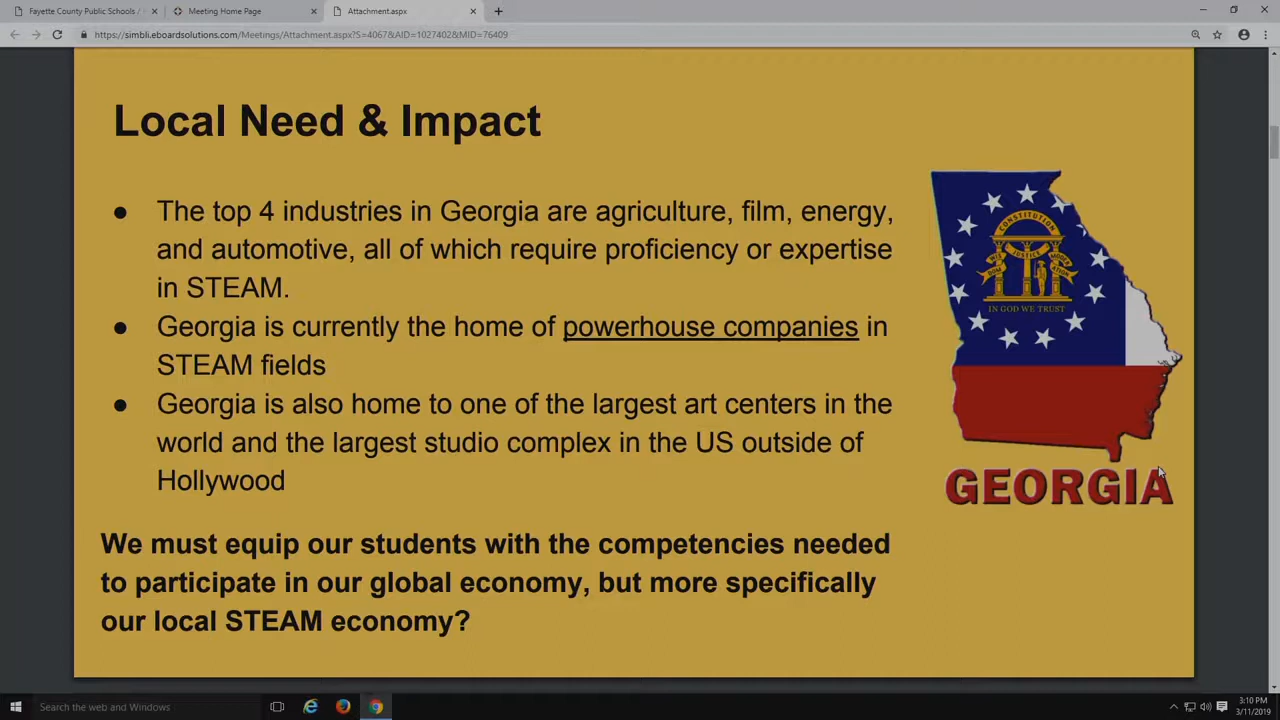 Fayette County Public Schools /
Meeting Home Page
Attachment.aspx
https://simbli.eboardsolutions.com/Meetings/Attachment.aspx?S=4067&AID=1027402&MID=76409
Local Need & Impact
● The top 4 industries in Georgia are agriculture, film, energy,
and automotive, all of which require proficiency or expertise
in STEAM.
● Georgia is currently the home of powerhouse companies in
STEAM fields
● Georgia is also home to one of the largest art centers in the
world and the largest studio complex in the US outside of
Hollywood
We must equip our students with the competencies needed
to participate in our global economy, but more specifically
our local STEAM economy?
CONSTITUTION
IN GOD WE TRUST
GEORGIA
Search the web and Windows
3:10 PM
3/11/2019